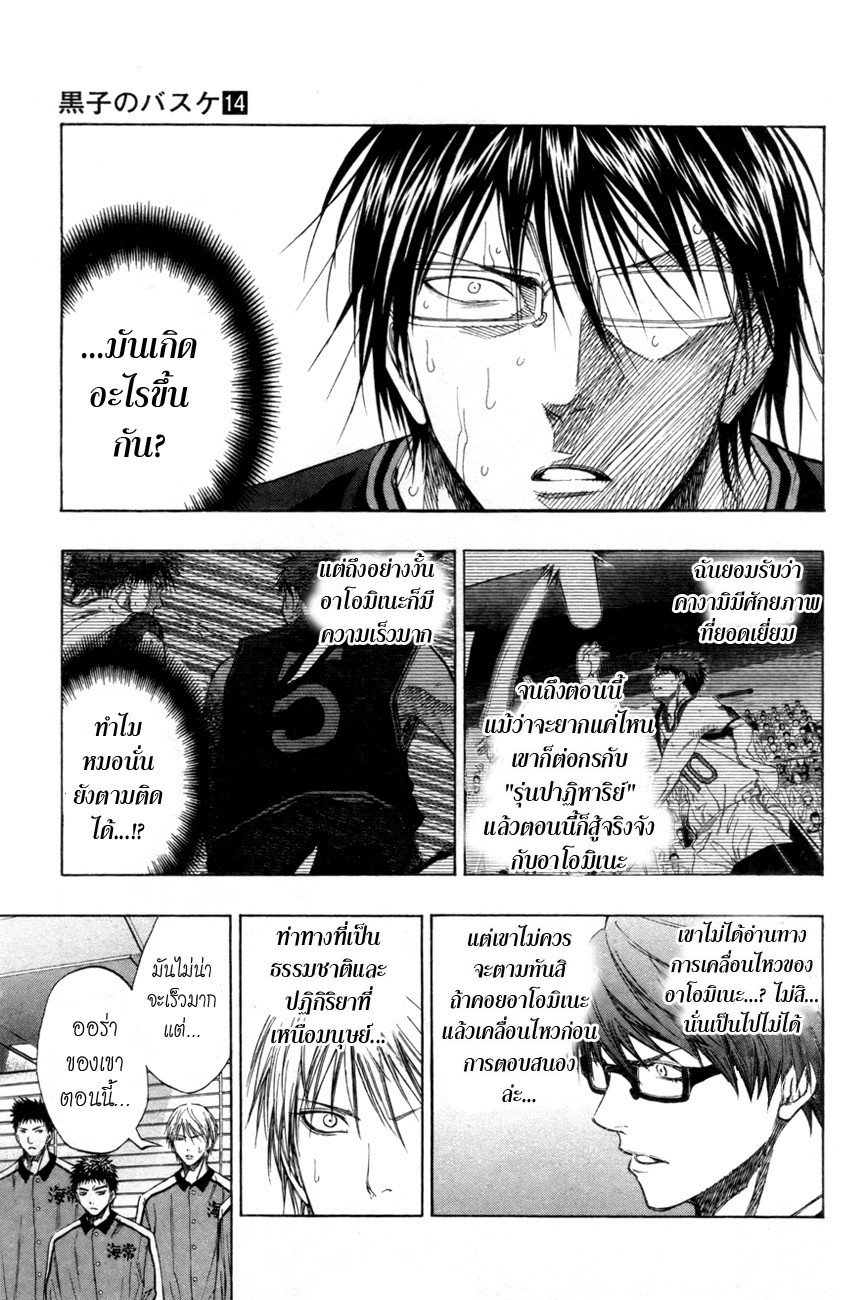 黒子のバスケ14
...มันเกิด
อะไรขึ้น
กัน?
ฉันยอมรับว่า
คางามิมีศักยภาพ
ที่ยอดเยี่ยม
จนถึงตอนนี้
แม้ว่าจะยากแค่ไหน
เขาก็ต่อกรกับ
"รุ่นปาฏิหาริย์"
แล้วตอนนี้ก็สู้จริงจัง
กับอาโอมิเนะ
แต่ถึงอย่างงั้น
อาโอมิเนะก็มี
ความเร็วมาก
5
10
ทำไม
หมอนั่น
ยังตามติด
ได้...!?
เขาไม่ได้อ่านทาง
การเคลื่อนไหวของ
อาโอมิเนะ...? ไม่สิ...
นั่นเป็นไปไม่ได้
แต่เขาไม่ควร
จะตามทันสิ
ถ้าคอยอาโอมิเนะ
แล้วเคลื่อนไหวก่อน
การตอบสนอง
ล่ะ...
ท่าทางที่เป็น
ธรรมชาติและ
ปฏิกิริยาที่
เหนือมนุษย์...
มันไม่น่า
จะเร็วมาก
แต่...
ออร่า
ของเขา
ตอนนี้...
海常
海
海常